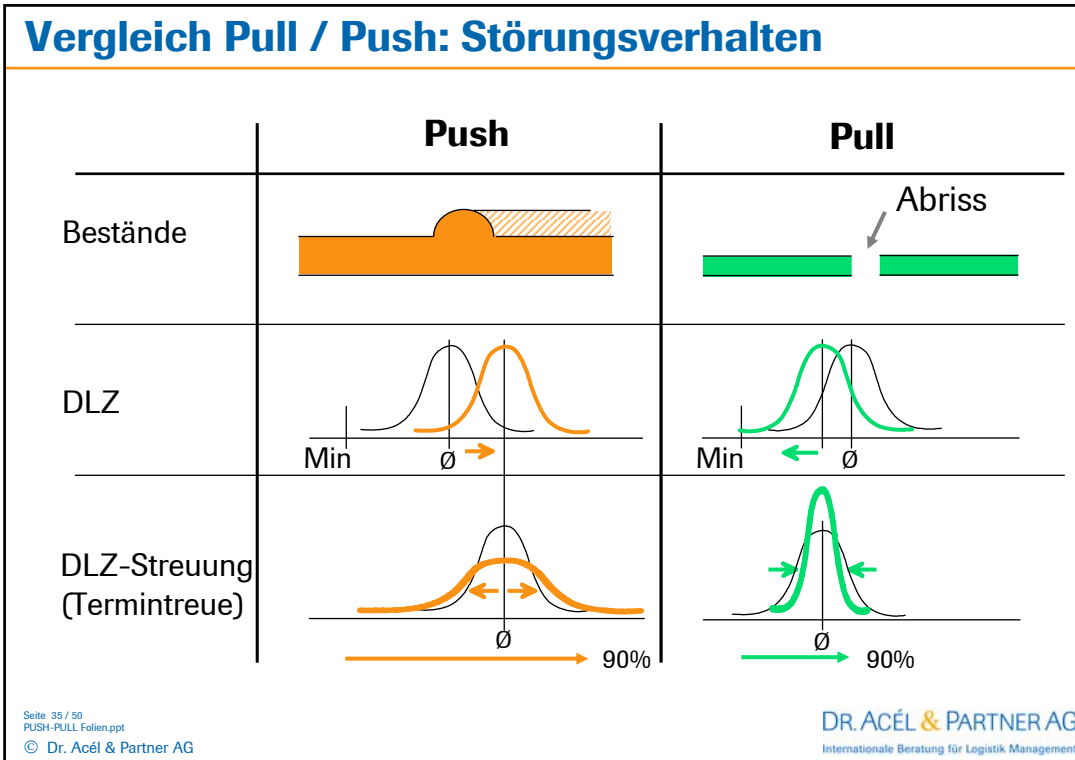 Vergleich Pull / Push: Störungsverhalten
Push
Pull
Bestände
Abriss
DLZ
Min
Ø
Min
Ø
DLZ-Streuung
(Termintreue)
Ø
90%
Ø
90%
Seite 35 / 50
PUSH-PULL Folien.ppt
© Dr. Acél & Partner AG
DR. ACÉL & PARTNER AG
Internationale Beratung für Logistik Management